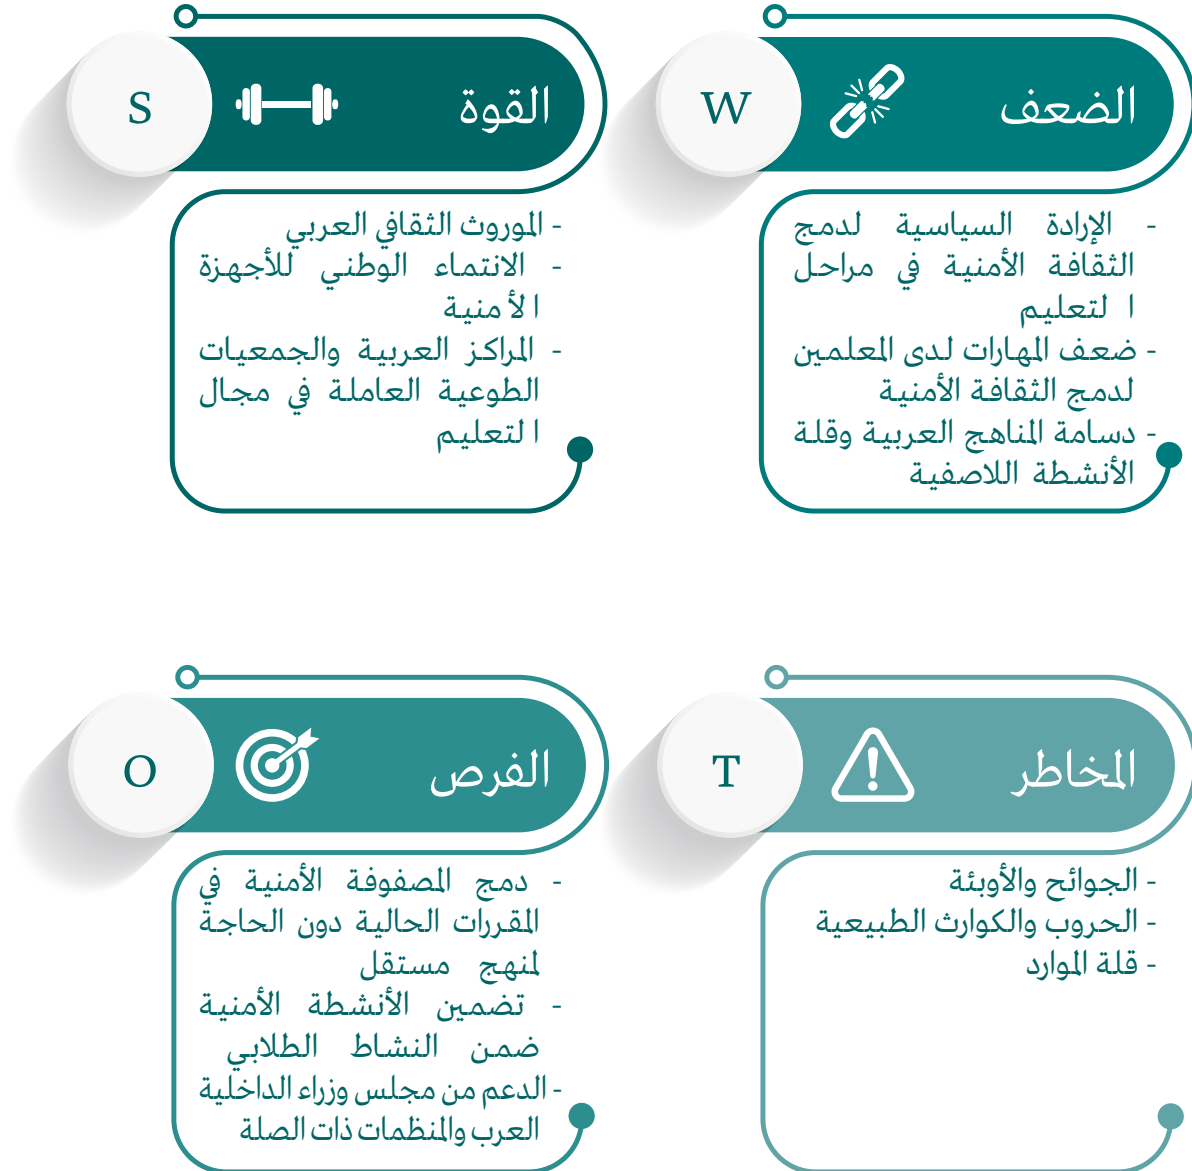 S
القوة
- الموروث الثقافي العربي
- الانتماء الوطني للأجهزة
الأمنية
- المراكز العربية والجمعيات
الطوعية العاملة في مجال
التعليم
W
الضعف
- الإرادة السياسية لدمج
الثقافة الأمنية في مراحل
التعليم
- ضعف المهارات لدى المعلمين
لدمج الثقافة الأمنية
- دسامة المناهج العربية وقلة
الأنشطة اللاصفية
O
الفرص
- دمج المصفوفة الأمنية في
المقررات الحالية دون الحاجة
لمنهج مستقل
- تضمين الأنشطة الأمنية
ضمن النشاط الطلابي
- الدعم من مجلس وزراء الداخلية
العرب والمنظمات ذات الصلة
T
المخاطر
- الجوائح والأوبئة
- الحروب والكوارث الطبيعية
- قلة الموارد